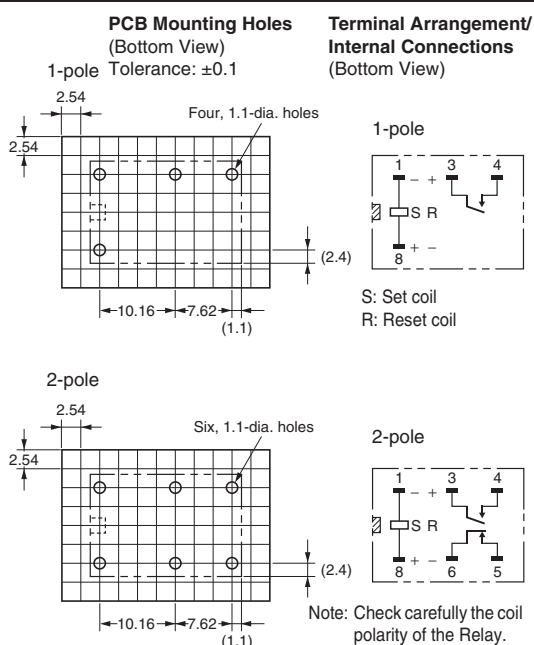 PCB Mounting Holes
(Bottom View)
Tolerance: ±0.1
Terminal Arrangement/
Internal Connections
(Bottom View)
1-pole
2.54
2.54
Four, 1.1-dia. holes
(2.4)
10.16
7.62
(1.1)
1-pole
1
3
4
- +
S R
+ -
8
S: Set coil
R: Reset coil
2-pole
2.54
2.54
Six, 1.1-dia. holes
(2.4)
10.16
7.62
(1.1)
2-pole
1
3
4
- +
S R
+ -
8
6
5
Note: Check carefully the coil
polarity of the Relay.